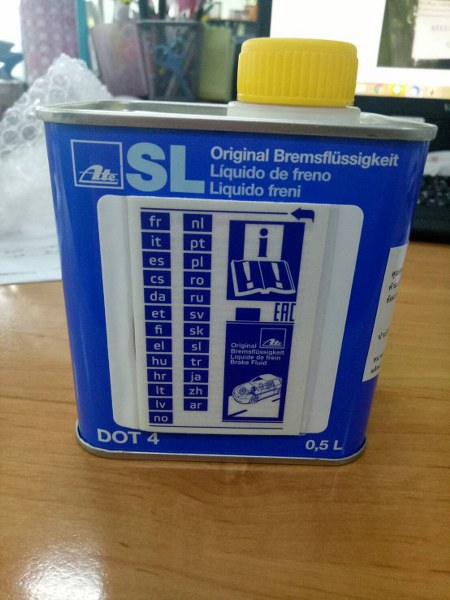 Ate
SL
Original Bremsflüssigkeit
Líquido de freno
Liquido freni
fr nl
it pt
es pl
cs ro
da ru
et sv
fi sk
el sl
hu tr
hr ja
lt zh
lv ar
no
i
EAC
Original
Bremsflüssigkeit
Liquide de frein
Brake Fluid
DOT 4
0,5 L